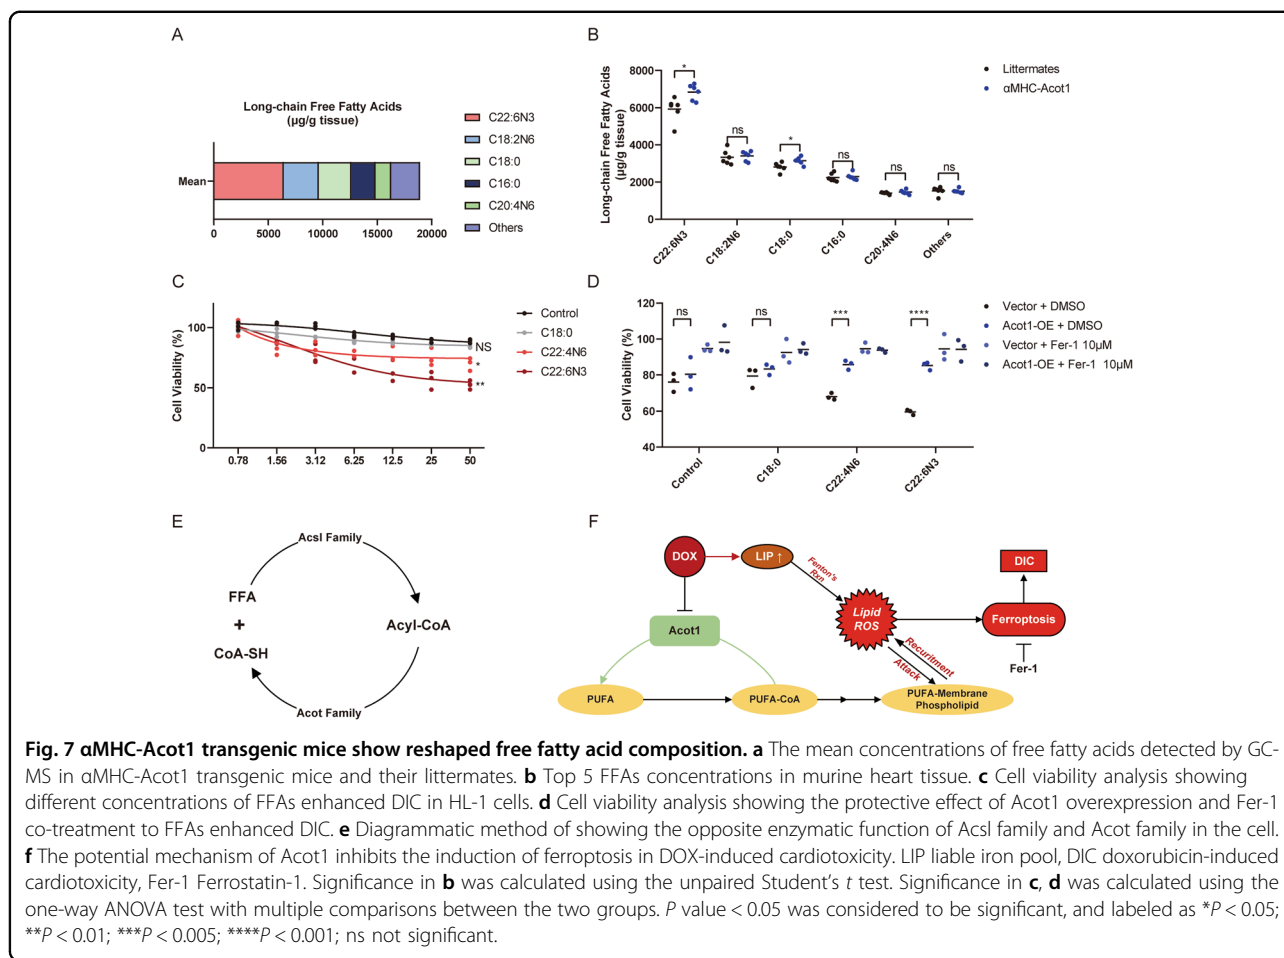 A
Long-chain Free Fatty Acids
(μg/g tissue)
Mean
0 5000 10000 15000 20000
C22:6N3
C18:2N6
C18:0
C16:0
C20:4N6
Others
B
Long-chain Free Fatty Acids
(μg/g tissue)
8000
6000
4000
2000
0
* ns * ns ns ns
C22:6N3 C18:2N6 C18:0 C16:0 C20:4N6 Others
Littermates
αMHC-Acot1
C
Cell Viability (%)
100
50
0
0.78 1.56 3.12 6.25 12.5 25 50
NS
*
**
Control
C18:0
C22:4N6
C22:6N3
D
Cell Viability (%)
120
100
80
60
40
ns ns *** ****
Control C18:0 C22:4N6 C22:6N3
Vector + DMSO
Acot1-OE + DMSO
Vector + Fer-1 10μM
Acot1-OE + Fer-1 10μM
E
Acsl Family
FFA
+
CoA-SH
Acyl-CoA
Acot Family
F
DOX
LIP ↑
Fenton's
Rxn
DIC
Lipid
ROS
Ferroptosis
Acot1
Recuritment
Attack
Fer-1
PUFA
PUFA-CoA
PUFA-Membrane
Phospholipid
Fig. 7 αMHC-Acot1 transgenic mice show reshaped free fatty acid composition. a The mean concentrations of free fatty acids detected by GC-
MS in αMHC-Acot1 transgenic mice and their littermates. b Top 5 FFAs concentrations in murine heart tissue. c Cell viability analysis showing
different concentrations of FFAs enhanced DIC in HL-1 cells. d Cell viability analysis showing the protective effect of Acot1 overexpression and Fer-1
co-treatment to FFAs enhanced DIC. e Diagrammatic method of showing the opposite enzymatic function of Acsl family and Acot family in the cell.
f The potential mechanism of Acot1 inhibits the induction of ferroptosis in DOX-induced cardiotoxicity. LIP liable iron pool, DIC doxorubicin-induced
cardiotoxicity, Fer-1 Ferrostatin-1. Significance in b was calculated using the unpaired Student's t test. Significance in c, d was calculated using the
one-way ANOVA test with multiple comparisons between the two groups. P value < 0.05 was considered to be significant, and labeled as *P < 0.05;
**P < 0.01; ***P < 0.005; ****P < 0.001; ns not significant.